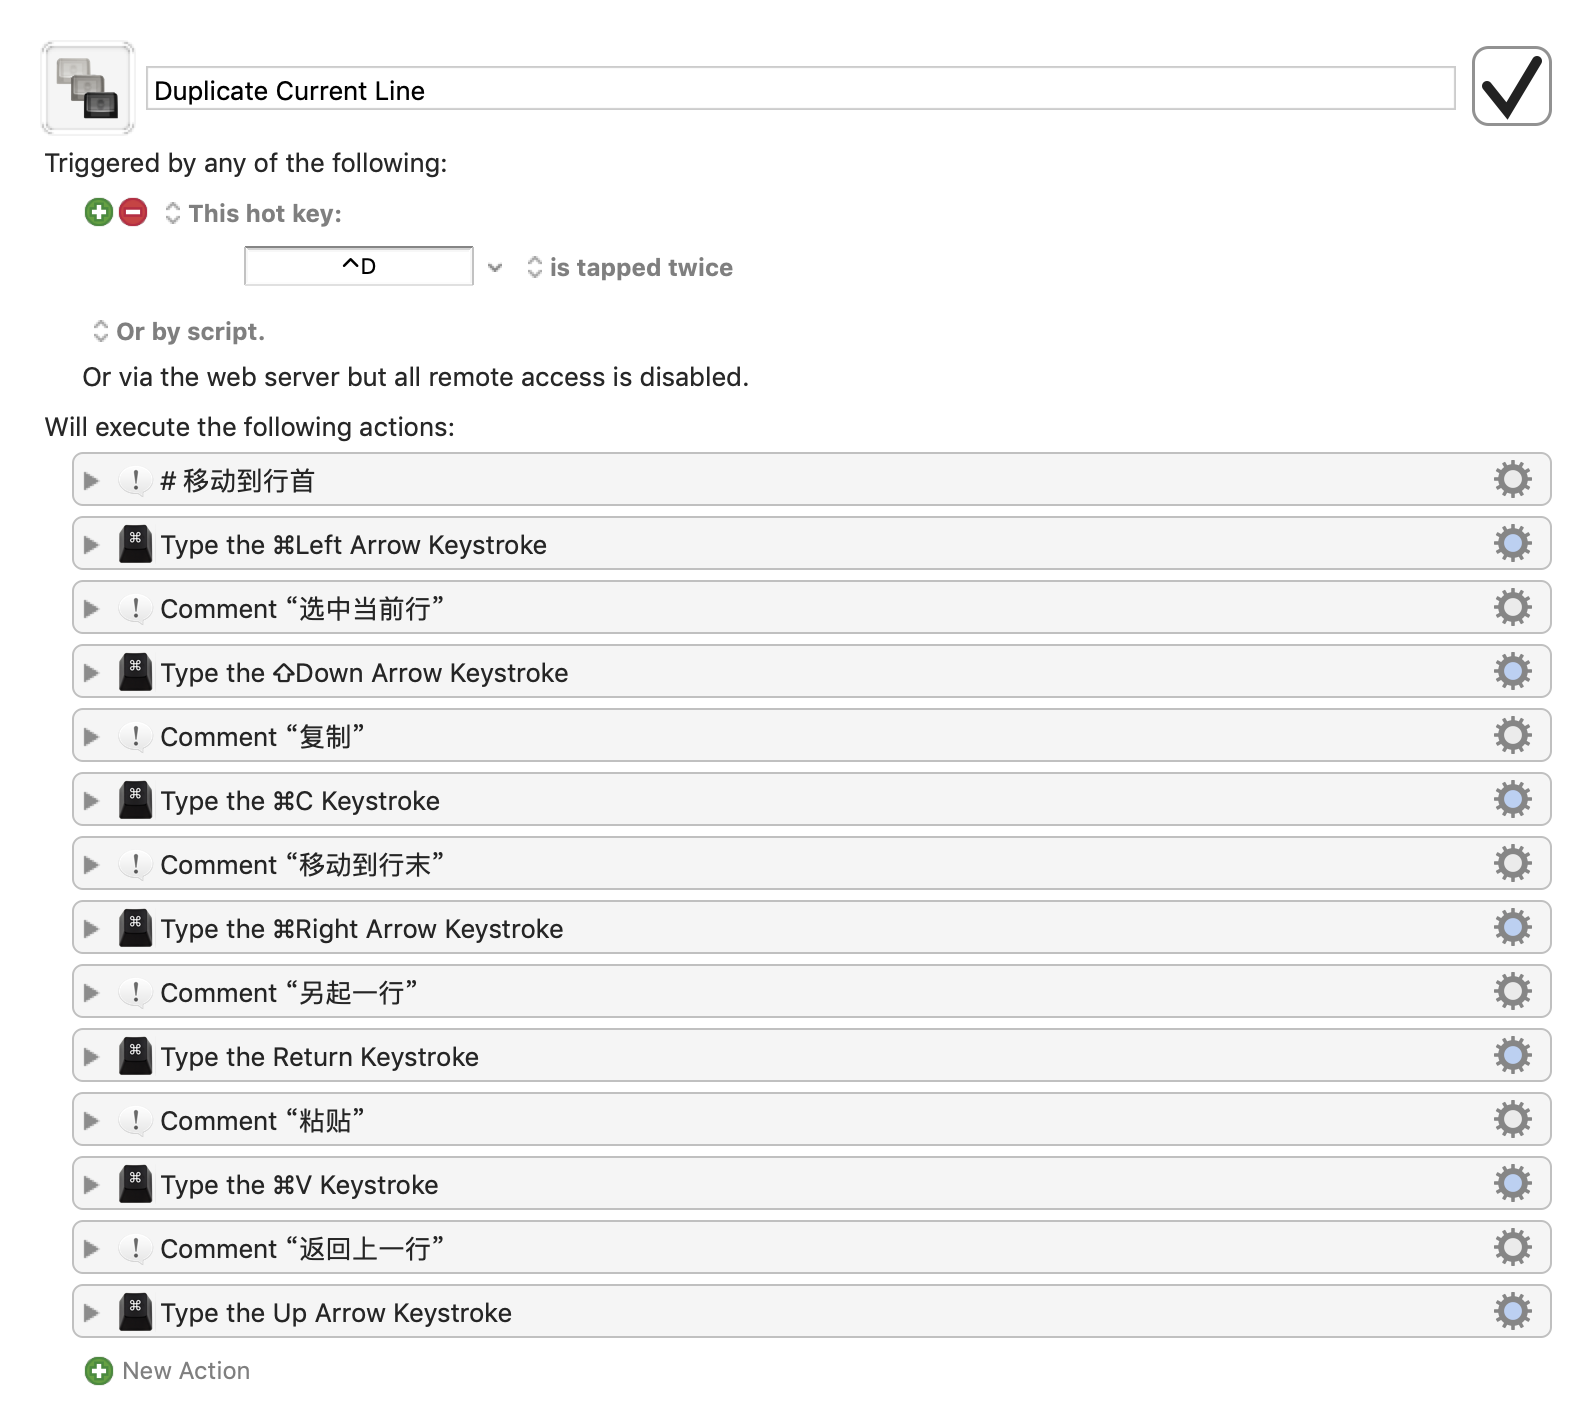 Duplicate Current Line
Triggered by any of the following:
This hot key:
^D
is tapped twice
Or by script.
Or via the web server but all remote access is disabled.
Will execute the following actions:
# 移动到行首
Type the ⌘Left Arrow Keystroke
Comment “选中当前行”
Type the ⇧Down Arrow Keystroke
Comment “复制”
Type the ⌘C Keystroke
Comment “移动到行末”
Type the ⌘Right Arrow Keystroke
Comment “另起一行”
Type the Return Keystroke
Comment “粘贴”
Type the ⌘V Keystroke
Comment “返回上一行”
Type the Up Arrow Keystroke
New Action